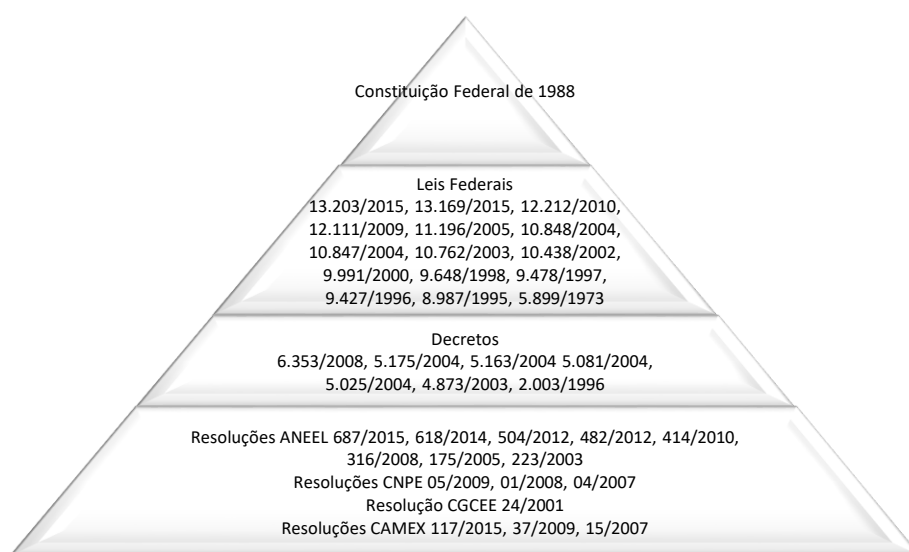 Constituição Federal de 1988
Leis Federais
13.203/2015, 13.169/2015, 12.212/2010,
12.111/2009, 11.196/2005, 10.848/2004,
10.847/2004, 10.762/2003, 10.438/2002,
9.991/2000, 9.648/1998, 9.478/1997,
9.427/1996, 8.987/1995, 5.899/1973
Decretos
6.353/2008, 5.175/2004, 5.163/2004 5.081/2004,
5.025/2004, 4.873/2003, 2.003/1996
Resoluções ANEEL 687/2015, 618/2014, 504/2012, 482/2012, 414/2010,
316/2008, 175/2005, 223/2003
Resoluções CNPE 05/2009, 01/2008, 04/2007
Resolução CGCEE 24/2001
Resoluções CAMEX 117/2015, 37/2009, 15/2007